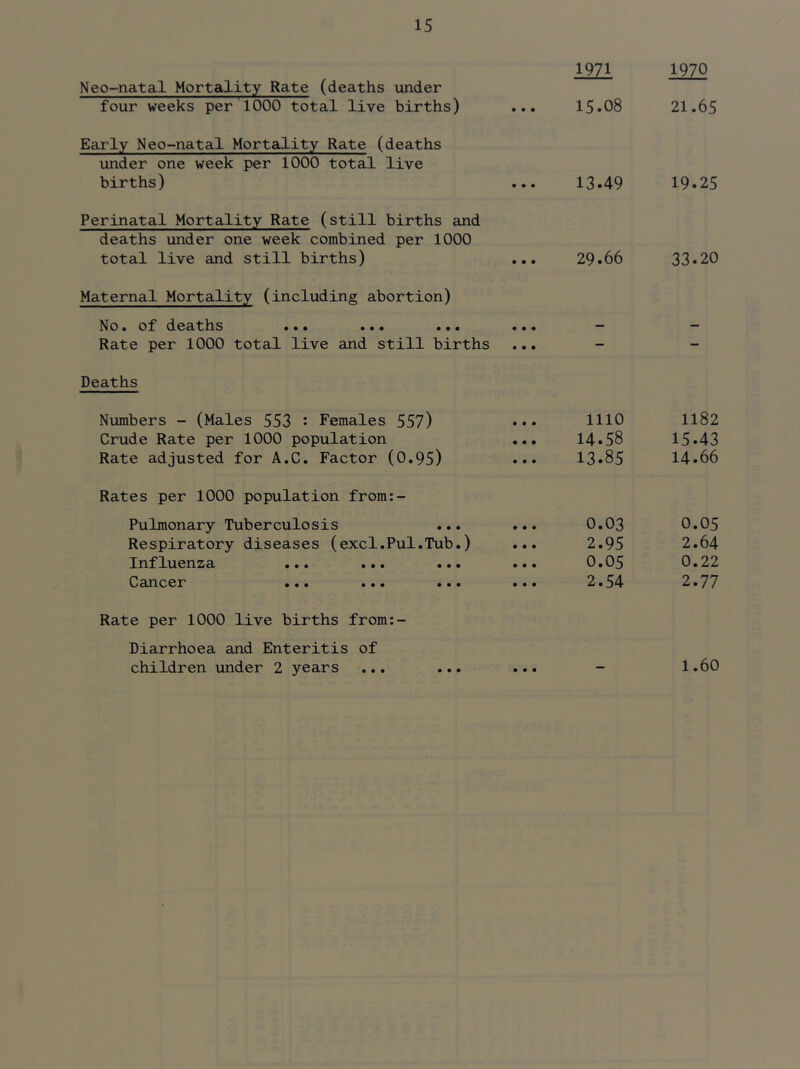 15
1971 1970
Neo-natal Mortality Rate (deaths under
four weeks per 1000 total live births) ... 15.08 21.65
Early Neo-natal Mortality Rate (deaths
under one week per 1000 total live
births) ... 13.49 19.25
Perinatal Mortality Rate (still births and
deaths under one week combined per 1000
total live and still births) ... 29.66 33.20
Maternal Mortality (including abortion)
No. of deaths ... ... ... ... - -
Rate per 1000 total live and still births ... - -
Deaths
Numbers - (Males 553 : Females 557) ... 1110 1182
Crude Rate per 1000 population ... 14.58 15.43
Rate adjusted for A.C. Factor (0.95) ... 13.85 14.66
Rates per 1000 population from:-
Pulmonary Tuberculosis ... ... 0.03 0.05
Respiratory diseases (excl.Pul.Tub.) ... 2.95 2.64
Influenza ... ... ... ... 0.05 0.22
Cancer ... ... ... ... 2.54 2.77
Rate per 1000 live births from:-
Diarrhoea and Enteritis of
children under 2 years ... ... ... - 1.60